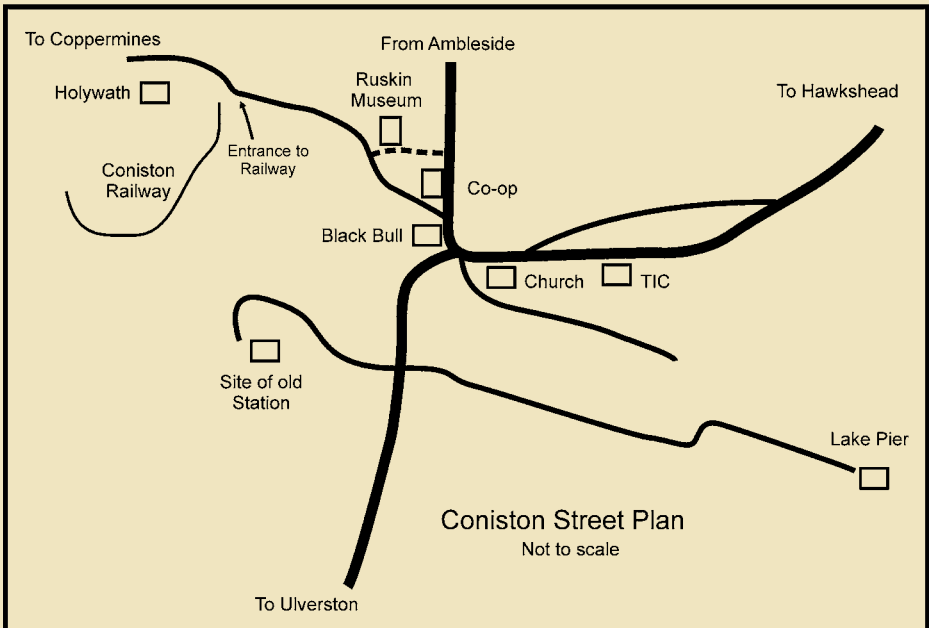 To Coppermines
From Ambleside
Ruskin
Museum
To Hawkshead
Holywath
Entrance to
Railway
Coniston
Railway
Co-op
Black Bull
Church
TIC
Site of old
Station
Lake Pier
Coniston Street Plan
Not to scale
To Ulverston